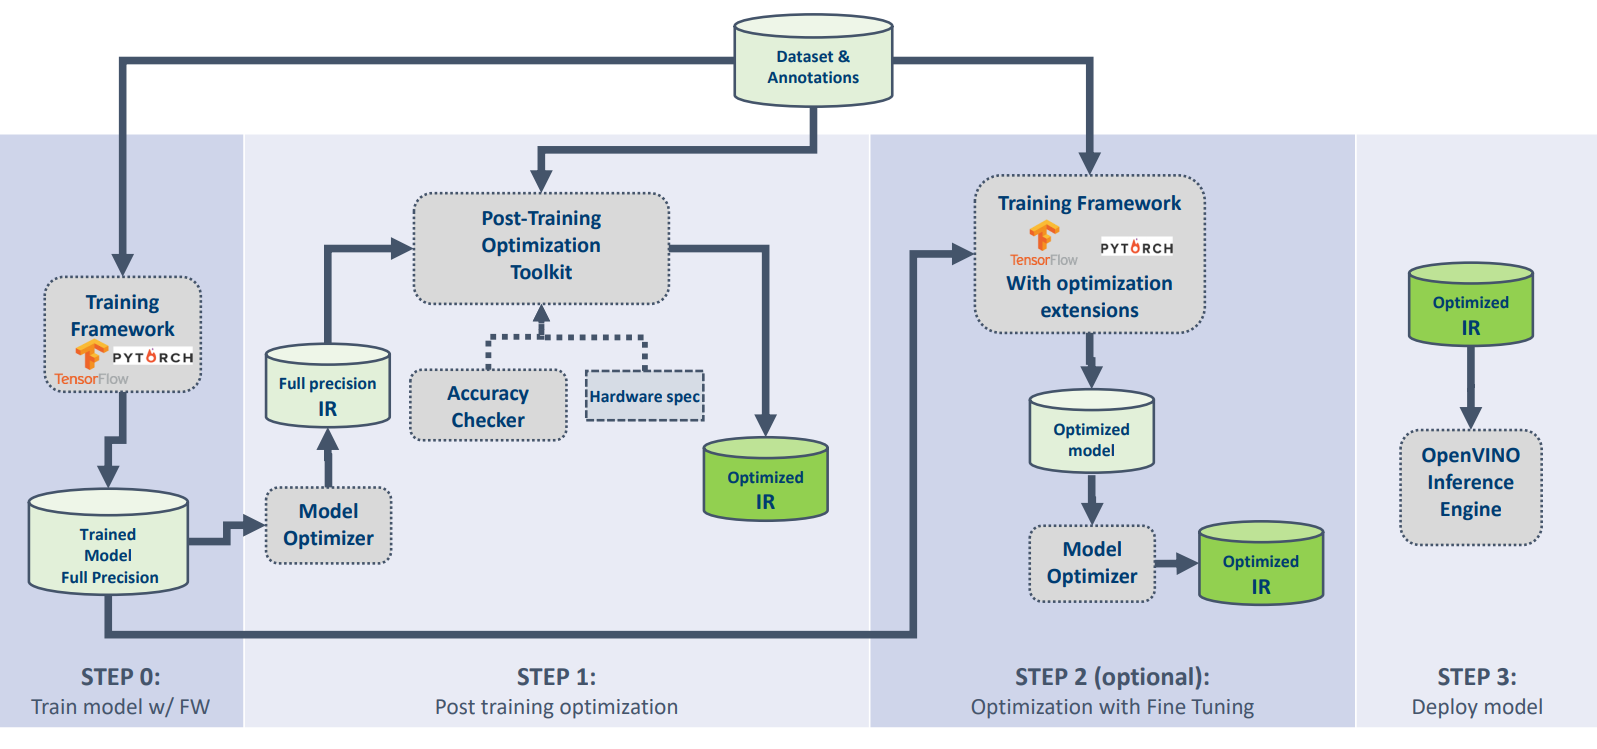 Dataset &
Annotations
Training
Framework
TensorFlow
PYTORCH
Trained
Model
Full Precision
STEP 0:
Train model w/ FW
Post-Training
Optimization
Toolkit
Full precision
IR
Accuracy
Checker
Hardware spec
Model
Optimizer
Optimized
IR
STEP 1:
Post training optimization
Training Framework
TensorFlow
PYTORCH
With optimization
extensions
Optimized
model
Model
Optimizer
Optimized
IR
STEP 2 (optional):
Optimization with Fine Tuning
Optimized
IR
OpenVINO
Inference
Engine
STEP 3:
Deploy model